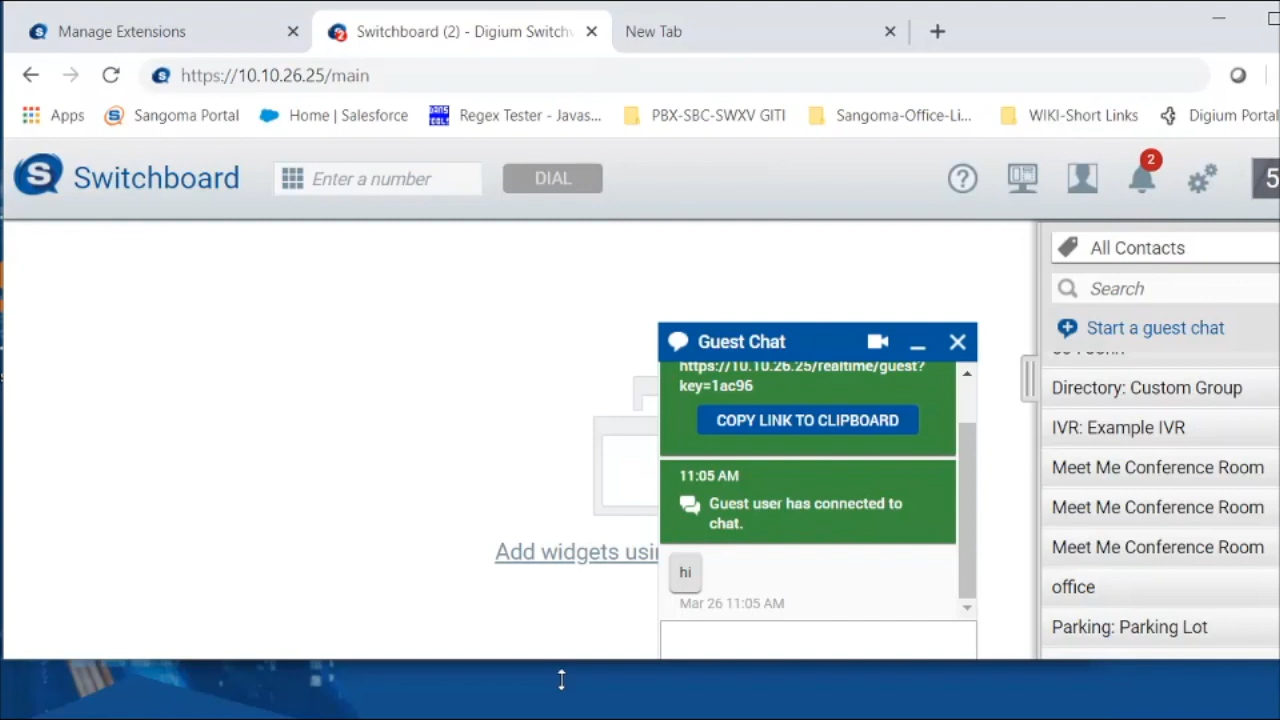 Manage Extensions
Switchboard (2) - Digium Switchv
New Tab
https://10.10.26.25/main
Apps
Sangoma Portal
Home | Salesforce
Regex Tester - Javas...
PBX-SBC-SWXV GITI
Sangoma-Office-Li...
WIKI-Short Links
Digium Portal
Switchboard
Enter a number
DIAL
2
5
All Contacts
Search
Start a guest chat
Directory: Custom Group
IVR: Example IVR
Meet Me Conference Room
Meet Me Conference Room
Meet Me Conference Room
office
Parking: Parking Lot
Guest Chat
https://10.10.26.25/realtime/guest?
key=1ac96
COPY LINK TO CLIPBOARD
11:05 AM
Guest user has connected to
chat.
hi
Mar 26 11:05 AM
Add widgets usi